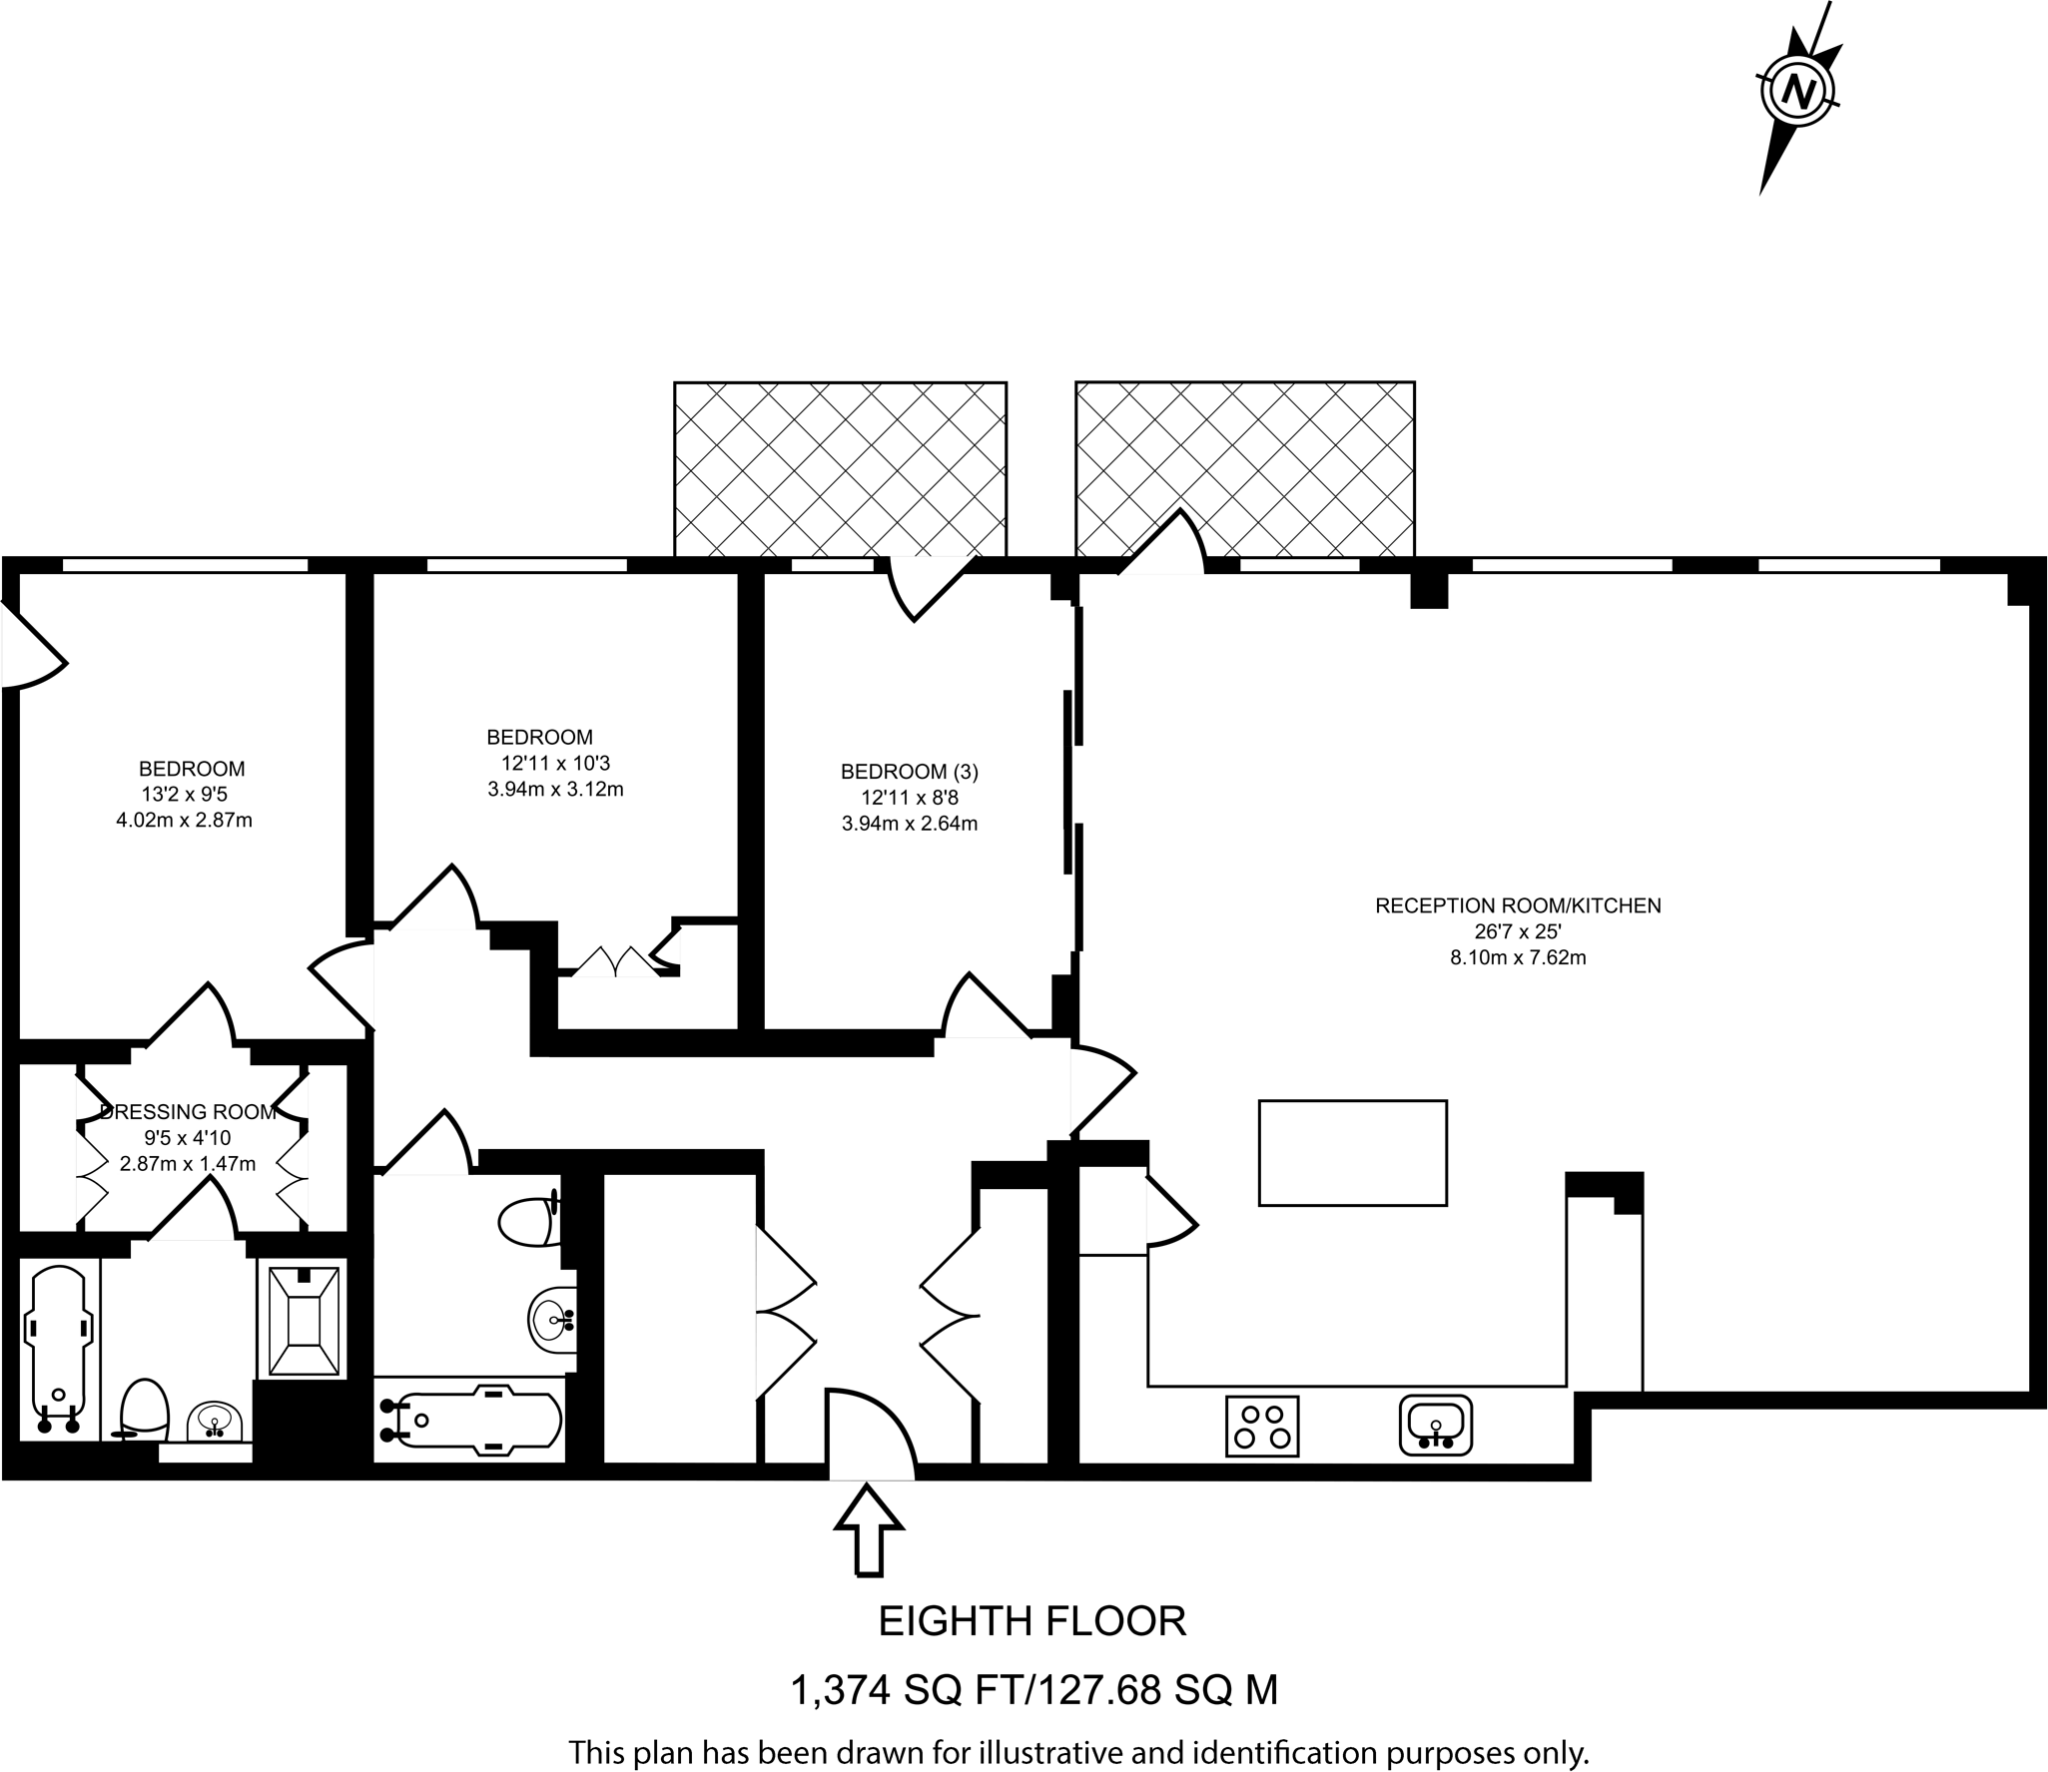 N
BEDROOM
13'2 x 9'5
4.02m x 2.87m
BEDROOM
12'11 x 10'3
3.94m x 3.12m
BEDROOM (3)
12'11 x 8'8
3.94m x 2.64m
RECEPTION ROOM/KITCHEN
26'7 x 25'
8.10m x 7.62m
DRESSING ROOM
9'5 x 4'10
2.87m x 1.47m
EIGHTH FLOOR
1,374 SQ FT/127.68 SQ M
This plan has been drawn for illustrative and identification purposes only.